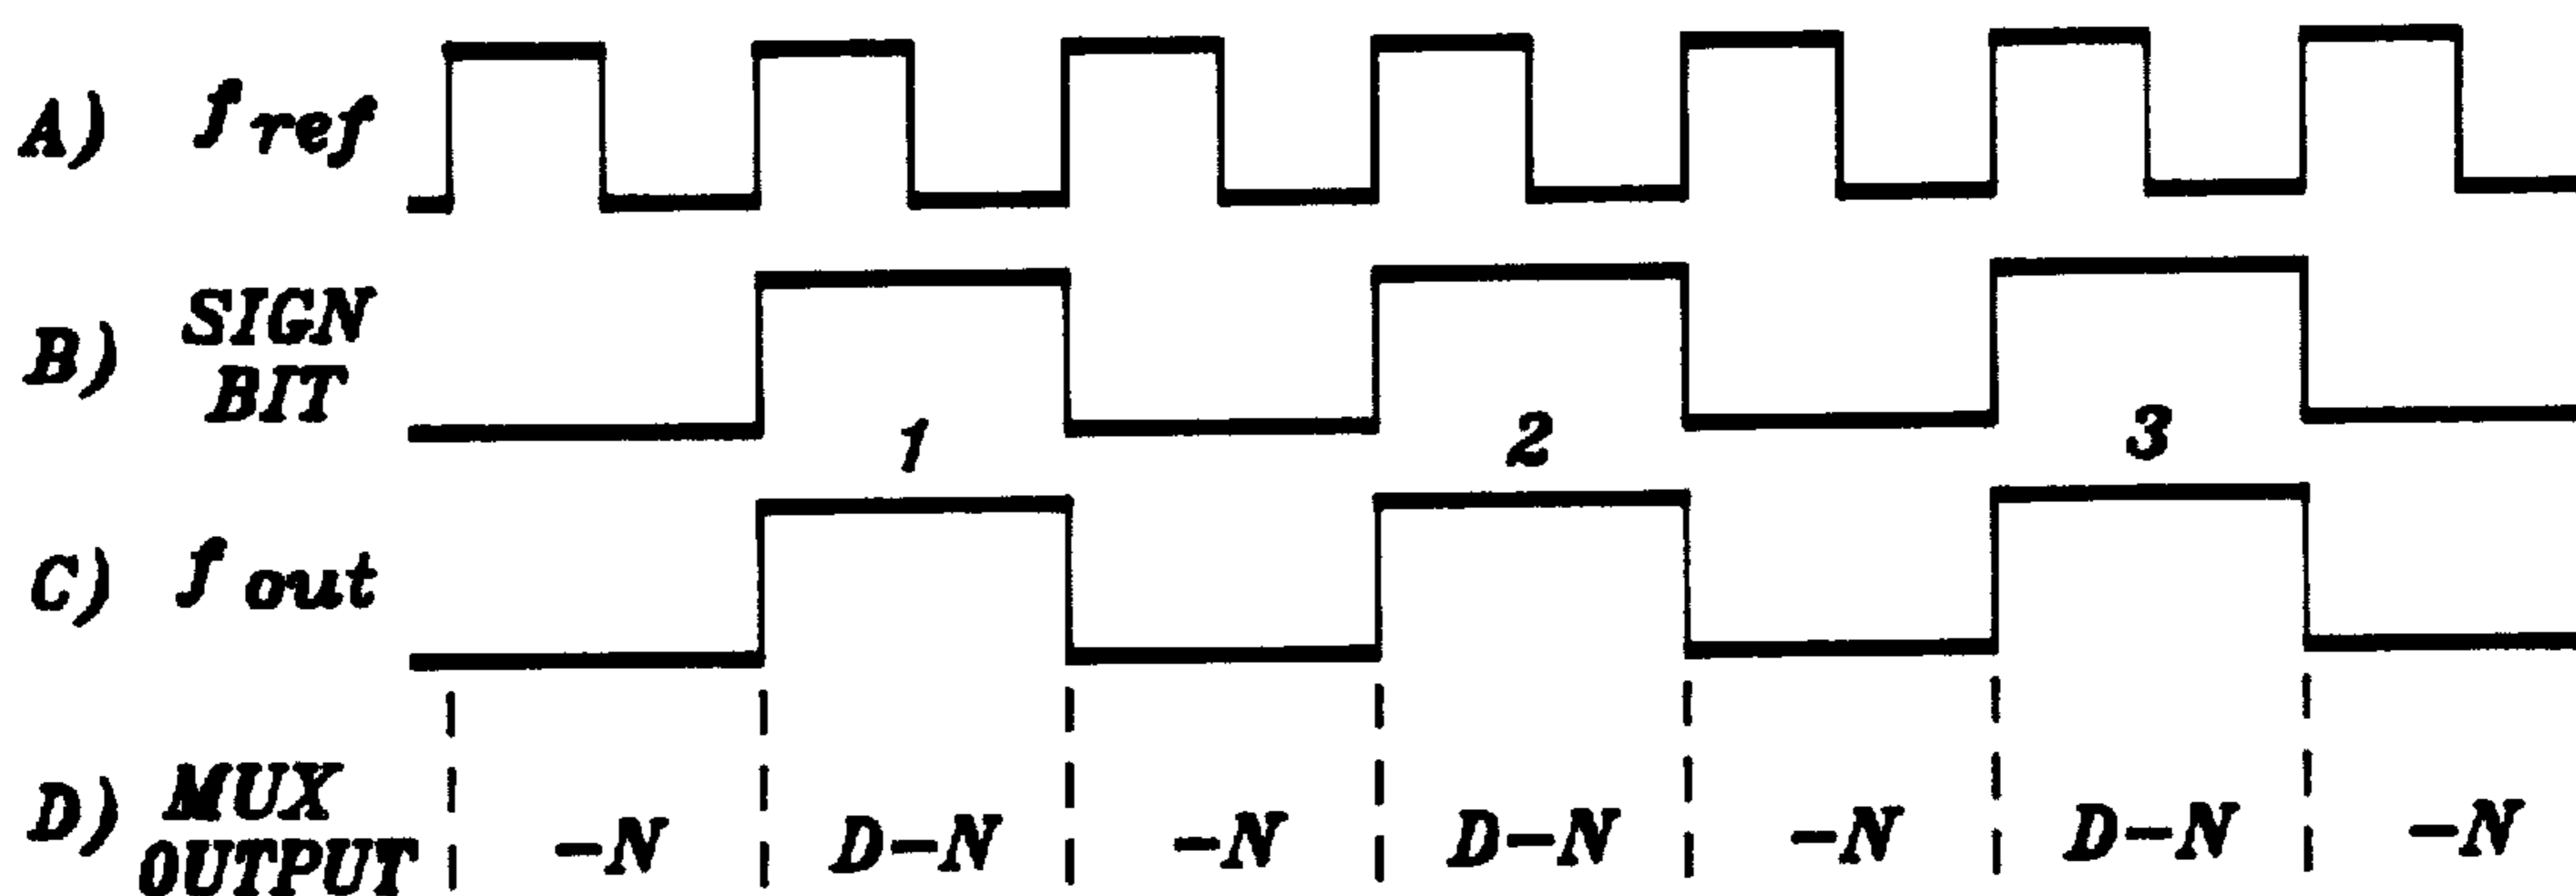 A) f ref
B) SIGN
BIT
1 2 3
C) f out
D) MUX
OUTPUT
-N D-N -N D-N -N D-N -N